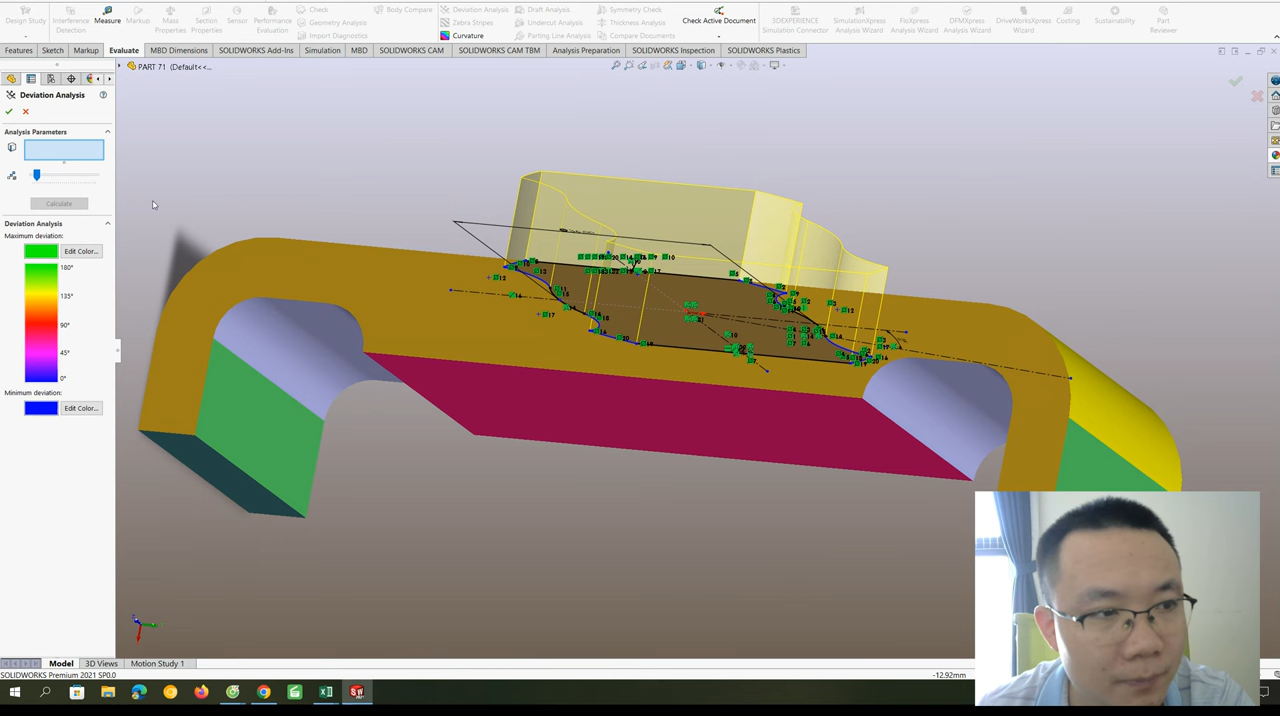 Design Study
Interference Detection
Measure
Markup
Mass Properties
Section Properties
Sensor
Performance Evaluation
Check
Geometry Analysis
Import Diagnostics
Body Compare
Deviation Analysis
Zebra Stripes
Curvature
Draft Analysis
Undercut Analysis
Parting Line Analysis
Symmetry Check
Thickness Analysis
Compare Documents
Check Active Document
3DEXPERIENCE Simulation Connector
SimulationXpress Analysis Wizard
FloXpress Analysis Wizard
DFMXpress Analysis Wizard
DriveWorksXpress Wizard
Costing
Sustainability
Part Reviewer
Features
Sketch
Markup
Evaluate
MBD Dimensions
SOLIDWORKS Add-Ins
Simulation
MBD
SOLIDWORKS CAM
SOLIDWORKS CAM TBM
Analysis Preparation
SOLIDWORKS Inspection
SOLIDWORKS Plastics
PART 71 (Default<<...
Deviation Analysis
Analysis Parameters
Calculate
Deviation Analysis
Maximum deviation:
Edit Color...
180°
135°
90°
45°
0°
Minimum deviation:
Edit Color...
Model
3D Views
Motion Study 1
SOLIDWORKS Premium 2021 SP0.0
-12.92mm